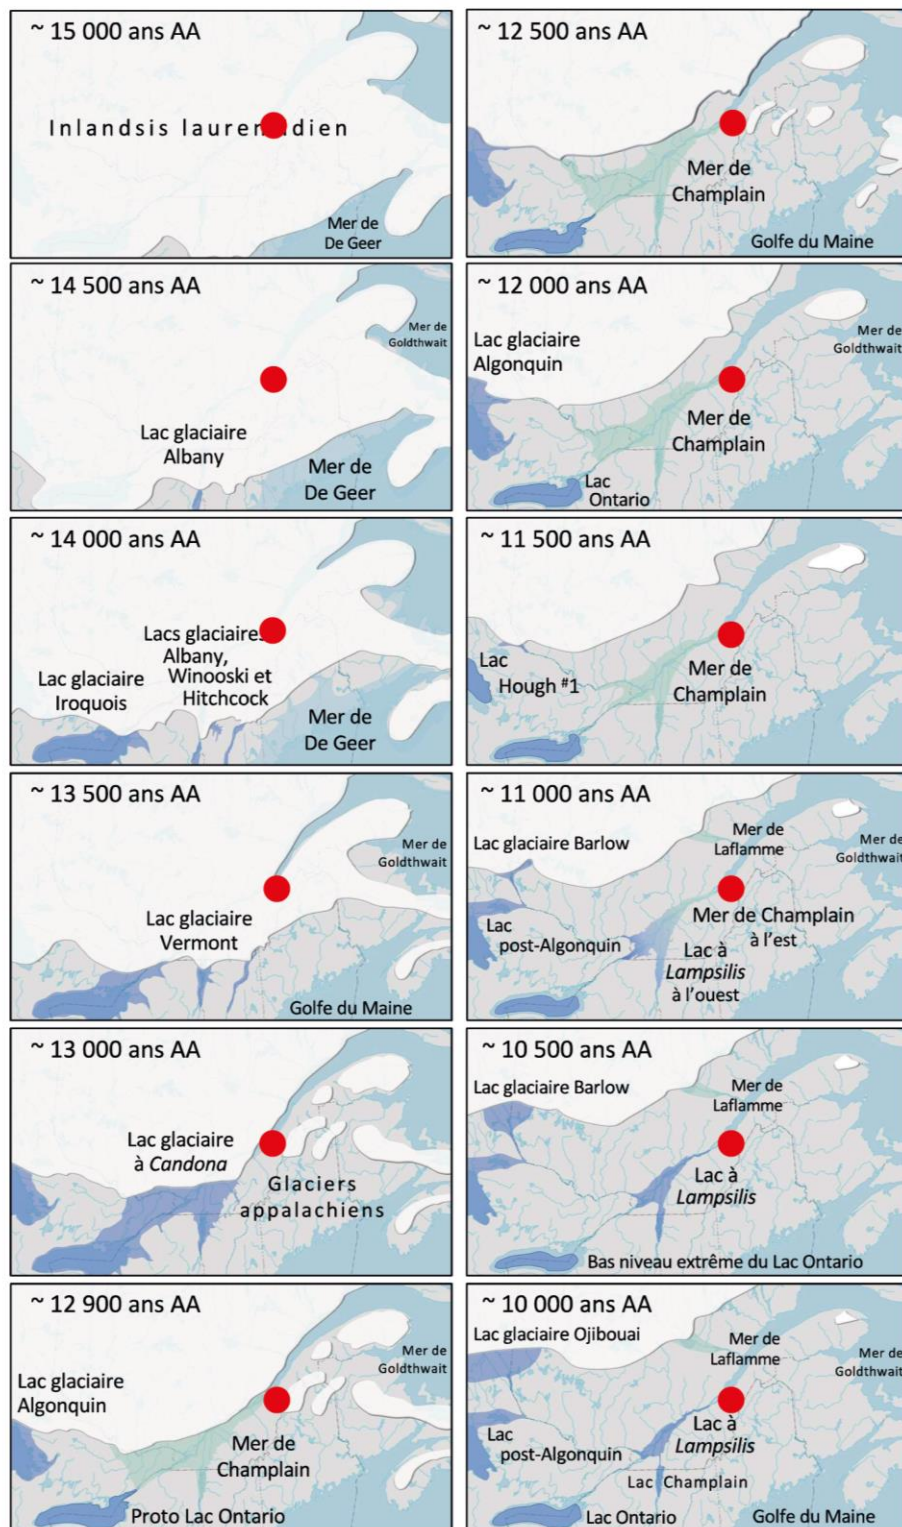 ~ 15 000 ans AA
Inlandsis laurentidien
Mer de
De Geer
~ 14 500 ans AA
Mer de
Goldthwait
Lac glaciaire
Albany
Mer de
De Geer
~ 14 000 ans AA
Lacs glaciaires
Albany,
Winooski et
Hitchcock
Lac glaciaire
Iroquois
Mer de
De Geer
~ 13 500 ans AA
Mer de
Goldthwait
Lac glaciaire
Vermont
Golfe du Maine
~ 13 000 ans AA
Lac glaciaire
à Candona
Glaciers
appalachiens
~ 12 900 ans AA
Mer de
Goldthwait
Lac glaciaire
Algonquin
Mer de
Champlain
Proto Lac Ontario
~ 12 500 ans AA
Mer de
Champlain
Golfe du Maine
~ 12 000 ans AA
Mer de
Goldthwait
Lac glaciaire
Algonquin
Mer de
Champlain
Lac
Ontario
~ 11 500 ans AA
Lac
Hough #1
Mer de
Champlain
~ 11 000 ans AA
Mer de
Laflamme
Mer de
Goldthwait
Lac glaciaire Barlow
Lac
post-Algonquin
Mer de Champlain
à l'est
Lac à
Lampsilis
à l'ouest
~ 10 500 ans AA
Lac glaciaire Barlow
Mer de
Laflamme
Lac à
Lampsilis
Bas niveau extrême du Lac Ontario
~ 10 000 ans AA
Lac glaciaire Ojibouai
Mer de
Laflamme
Mer de
Goldthwait
Lac
post-Algonquin
Lac à
Lampsilis
Lac Champlain
Lac Ontario
Golfe du Maine